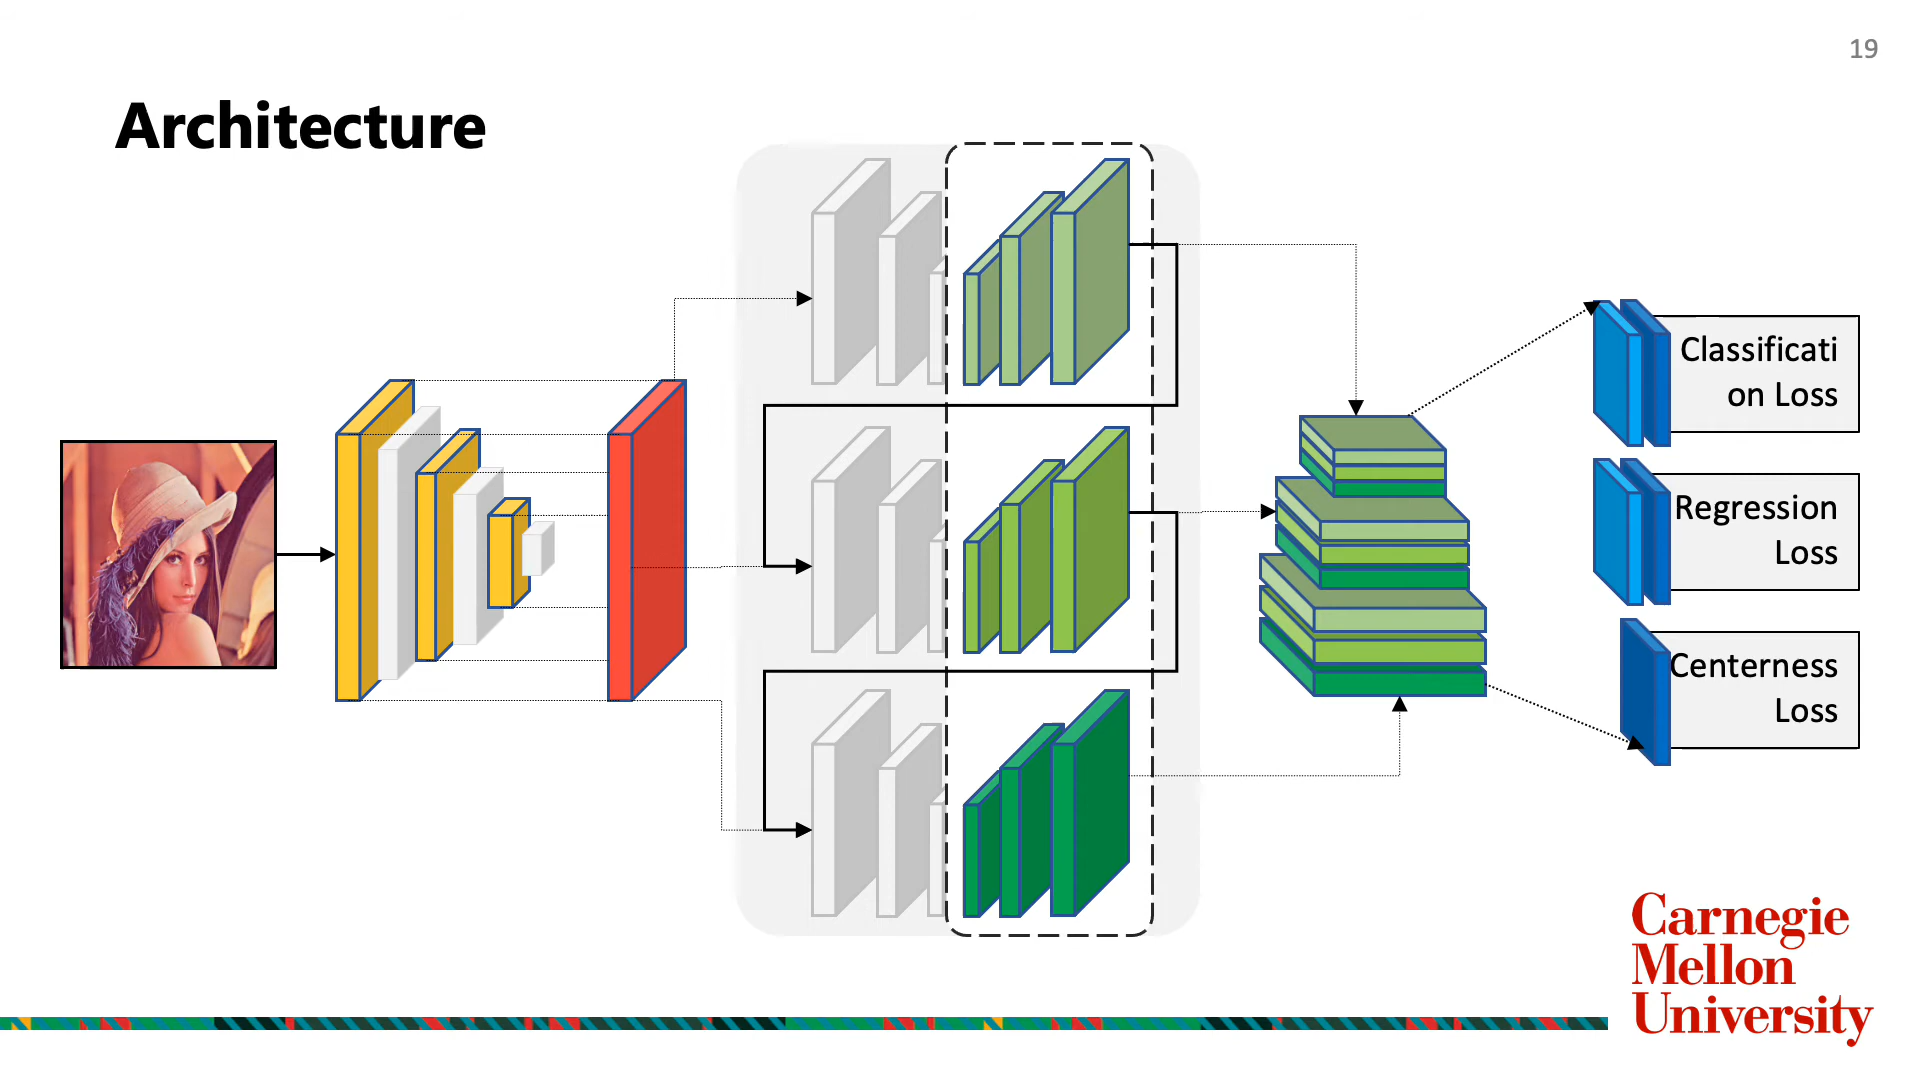 19
Architecture
Classificati
on Loss
Regression
Loss
Centerness
Loss
Carnegie
Mellon
University